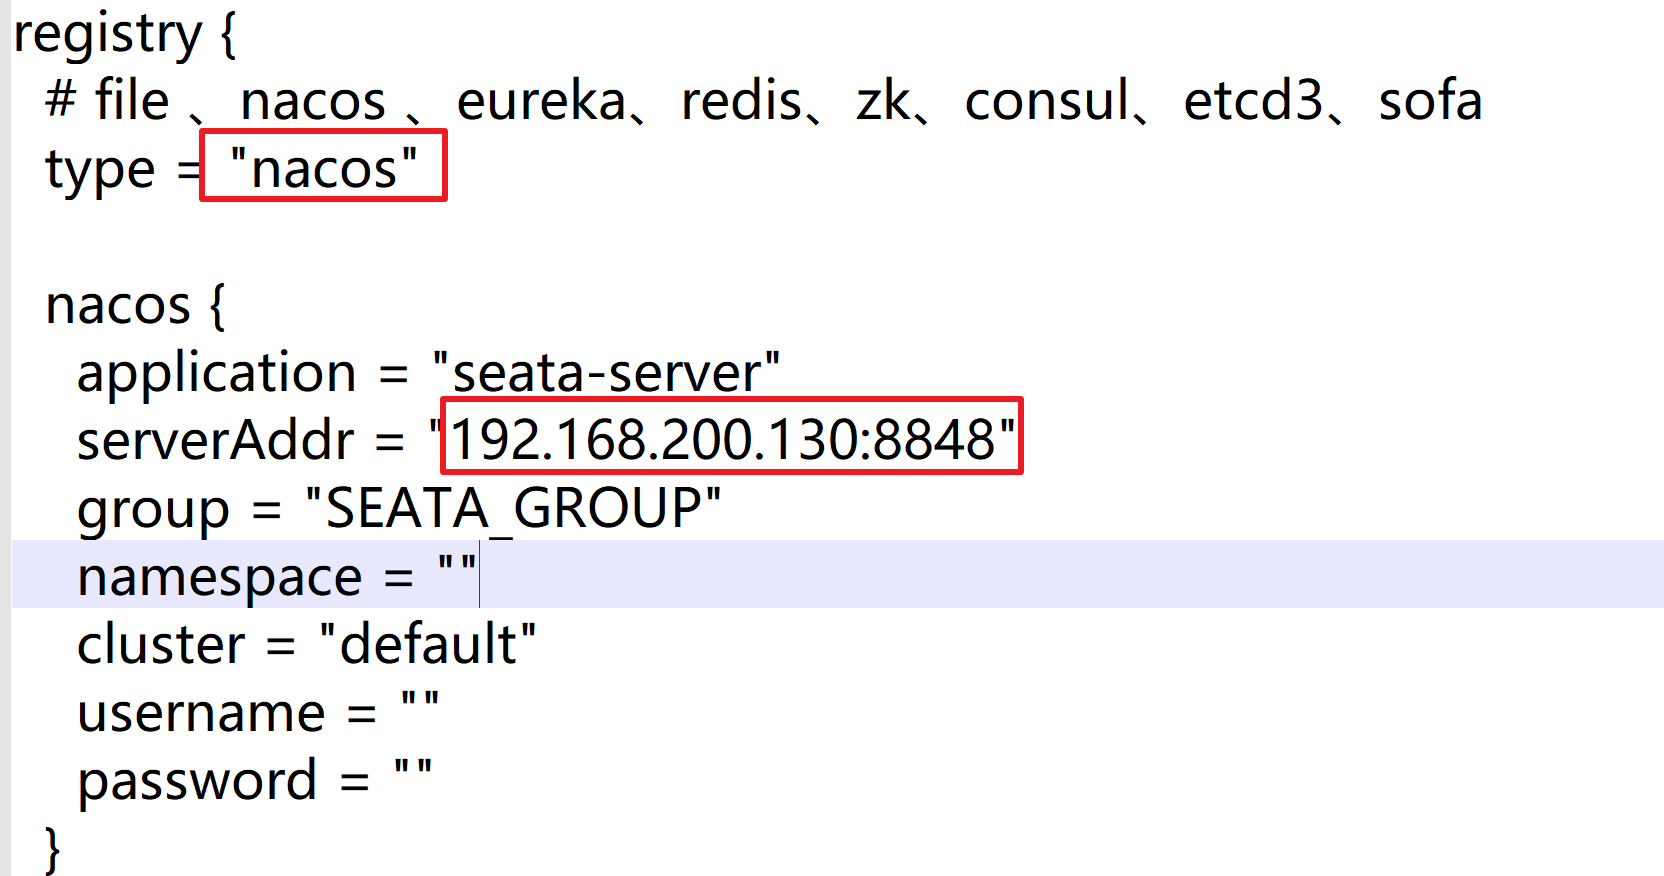 registry {
# file 、nacos 、eureka、redis、zk、consul、etcd3、sofa
type = "nacos"
nacos {
application = "seata-server"
serverAddr = "192.168.200.130:8848"
group = "SEATA_GROUP"
namespace = ""
cluster = "default"
username = ""
password = ""
}